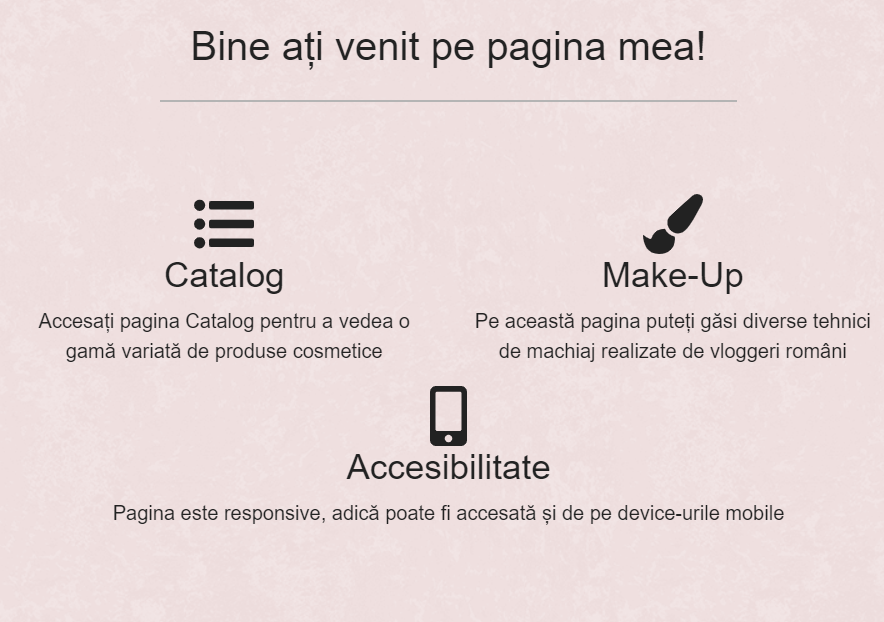 Bine ați venit pe pagina mea!
Catalog
Accesați pagina Catalog pentru a vedea o
gamă variată de produse cosmetice
Make-Up
Pe această pagina puteți găsi diverse tehnici
de machiaj realizate de vloggeri români
Accesibilitate
Pagina este responsive, adică poate fi accesată și de pe device-urile mobile